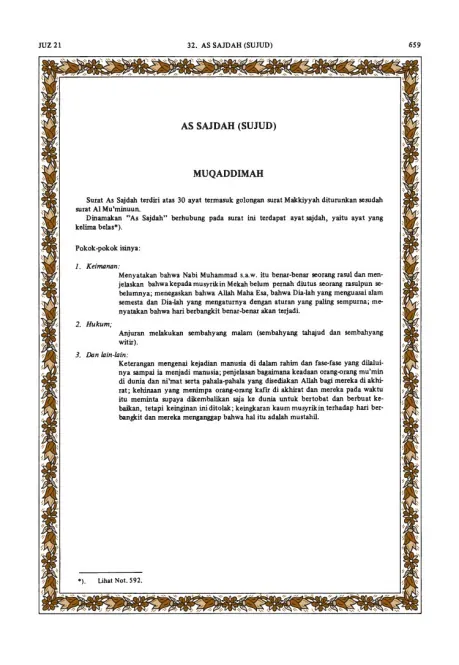 JUZ 21 32. AS SAJDAH (SUJUD) 659
AS SAJDAH (SUJUD)
MUQADDIMAH
Surat As Sajdah terdiri atas 30 ayat termasuk golongan surat Makkiyyah diturunkan sesudah
surat Al Mu'minuun.
Dinamakan "As Sajdah" berhubung pada surat ini terdapat ayat sajdah, yaitu ayat yang
kelima belas*).
Pokok-pokok isinya:
1. Keimanan:
Menyatakan bahwa Nabi Muhammad s.a.w. itu benar-benar seorang rasul dan men-
jelaskan bahwa kepada musyrikin Mekah belum pernah diutus seorang rasulpun se-
belumnya; menegaskan bahwa Allah Maha Esa, bahwa Dia-lah yang menguasai alam
semesta dan Dia-lah yang mengaturnya dengan aturan yang paling sempurna; me-
nyatakan bahwa hari berbangkit benar-benar akan terjadi.
2. Hukum;
Anjuran melakukan sembahyang malam (sembahyang tahajud dan sembahyang
witir).
3. Dan lain-lain:
Keterangan mengenai kejadian manusia di dalam rahim dan fase-fase yang dilalui-
nya sampai ia menjadi manusia; penjelasan bagaimana keadaan orang-orang mu'min
di dunia dan ni'mat serta pahala-pahala yang disediakan Allah bagi mereka di akhi-
rat; kehinaan yang menimpa orang-orang kafir di akhirat dan mereka pada waktu
itu meminta supaya dikembalikan saja ke dunia untuk bertobat dan berbuat ke-
baikan, tetapi keinginan ini ditolak; keingkaran kaum musyrikin terhadap hari ber-
bangkit dan mereka menganggap bahwa hal itu adalah mustahil.
*). Lihat Not. 592.